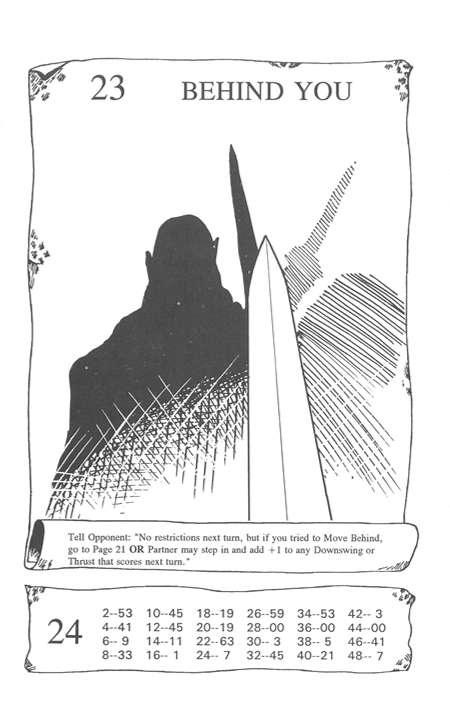 23 BEHIND YOU
Tell Opponent: "No restrictions next turn, but if you tried to Move Behind,
go to Page 21 OR Partner may step in and add +1 to any Downswing or
Thrust that scores next turn."
24
2--53 10--45 18--19 26--59 34--53 42-- 3
4--41 12--45 20--19 28--00 36--00 44--00
6-- 9 14--11 22--63 30-- 3 38-- 5 46--41
8--33 16-- 1 24-- 7 32--45 40--21 48-- 7